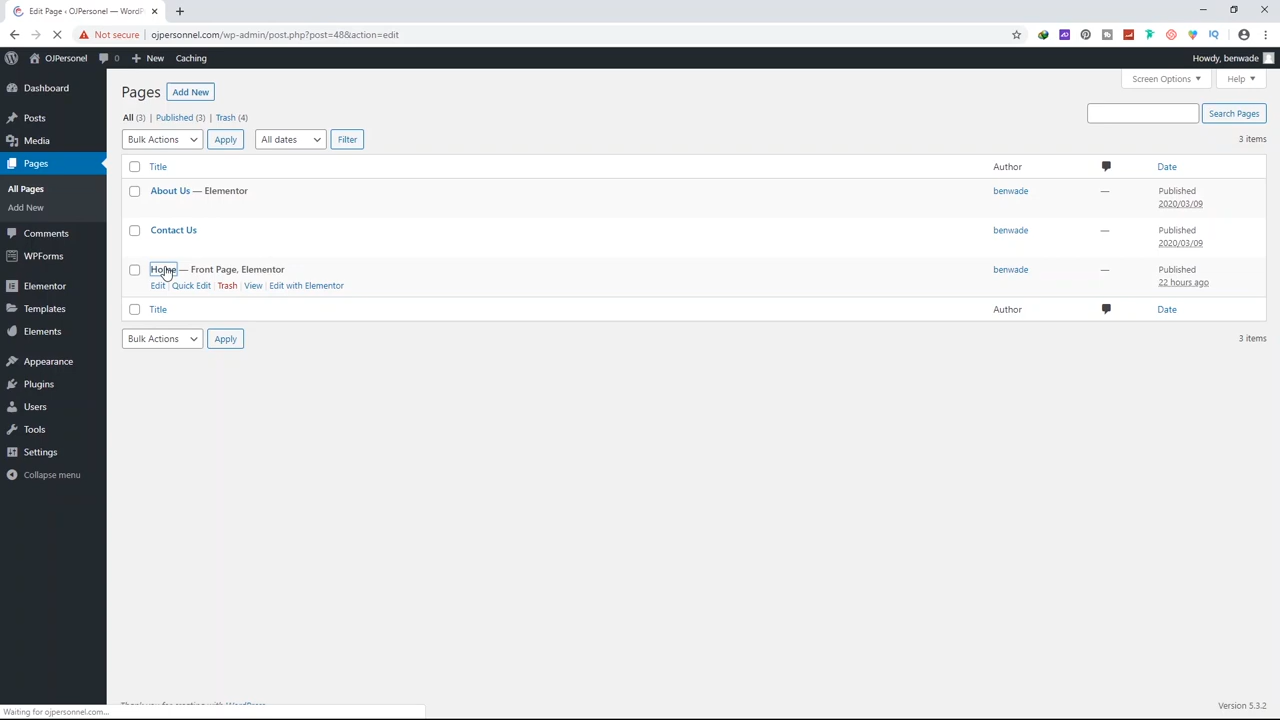 Edit Page ‹ OJPersonel — WordP
Not secure | ojpersonnel.com/wp-admin/post.php?post=48&action=edit
OJPersonel 0 New Caching Howdy, benwade
Screen Options Help
Dashboard
Posts
Media
Pages
All Pages
Add New
Comments
WPForms
Elementor
Templates
Elements
Appearance
Plugins
Users
Tools
Settings
Collapse menu
Pages Add New
All (3) | Published (3) | Trash (4)
Search Pages
Bulk Actions Apply All dates Filter 3 items
Title Author Date
About Us — Elementor benwade — Published
2020/03/09
Contact Us benwade — Published
2020/03/09
Home — Front Page, Elementor benwade — Published
Edit | Quick Edit | Trash | View | Edit with Elementor 22 hours ago
Title Author Date
Bulk Actions Apply 3 items
Thank you for creating with WordPress
Version 5.3.2
Waiting for ojpersonnel.com...